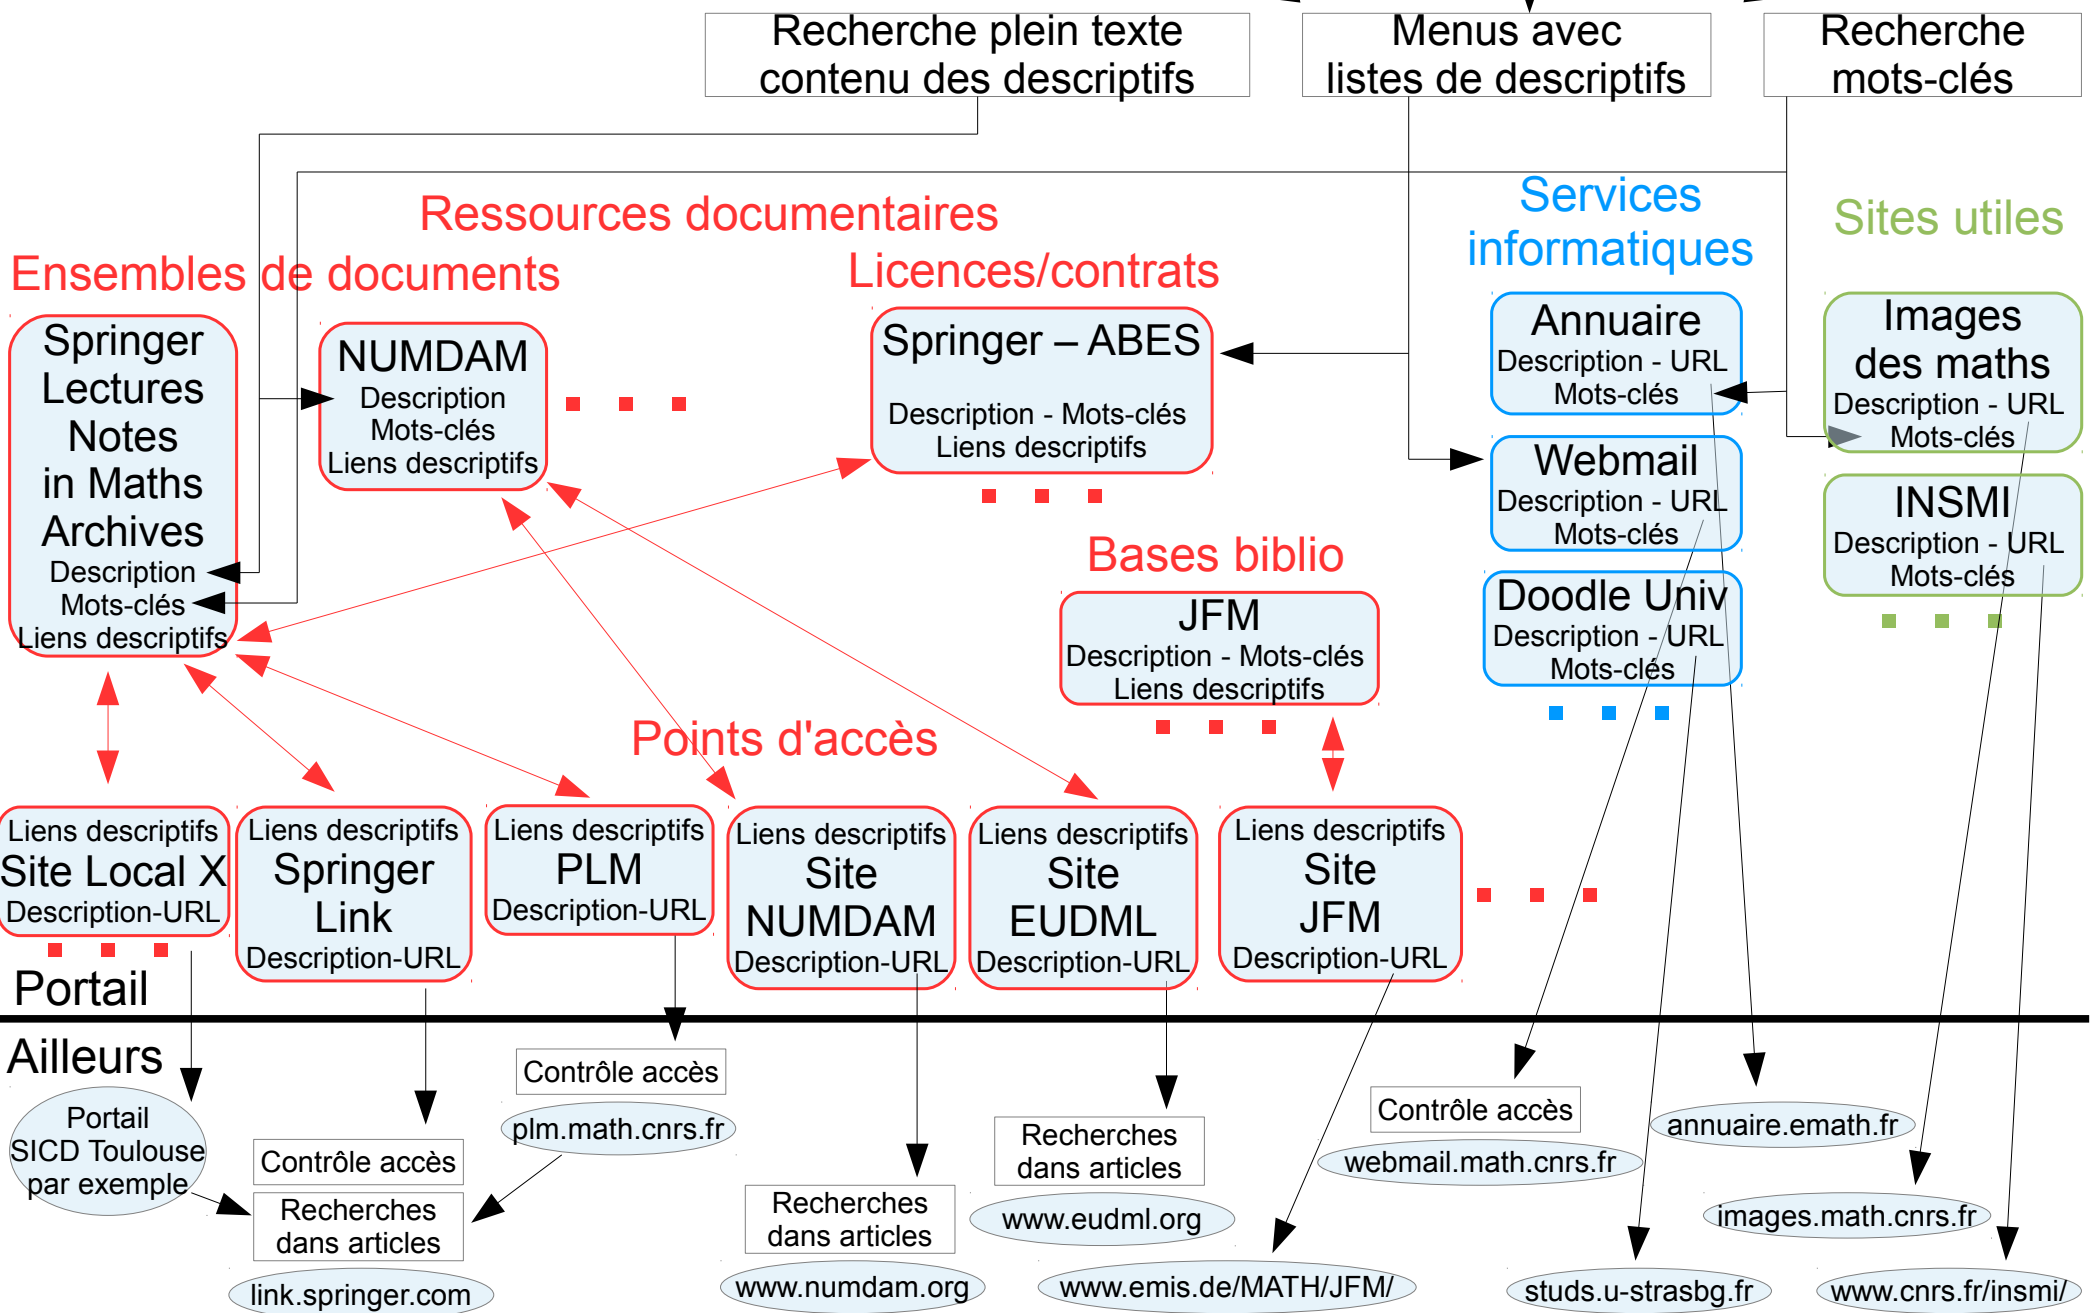 Recherche plein texte
contenu des descriptifs
Menus avec
listes de descriptifs
Recherche
mots-clés
Ressources documentaires
Services
informatiques
Sites utiles
Ensembles de documents
Licences/contrats
Springer
Lectures
Notes
in Maths
Archives
Description
Mots-clés
Liens descriptifs
NUMDAM
Description
Mots-clés
Liens descriptifs
Springer – ABES
Description - Mots-clés
Liens descriptifs
Annuaire
Description - URL
Mots-clés
Images
des maths
Description - URL
Mots-clés
Webmail
Description - URL
Mots-clés
INSMI
Description - URL
Mots-clés
Bases biblio
JFM
Description - Mots-clés
Liens descriptifs
Doodle Univ
Description - URL
Mots-clés
Points d'accès
Liens descriptifs
Site Local X
Description-URL
Liens descriptifs
Springer
Link
Description-URL
Liens descriptifs
PLM
Description-URL
Liens descriptifs
Site
NUMDAM
Description-URL
Liens descriptifs
Site
EUDML
Description-URL
Liens descriptifs
Site
JFM
Description-URL
Portail
Ailleurs
Portail
SICD Toulouse
par exemple
Contrôle accès
Recherches
dans articles
link.springer.com
Contrôle accès
plm.math.cnrs.fr
Recherches
dans articles
www.numdam.org
Recherches
dans articles
www.eudml.org
www.emis.de/MATH/JFM/
Contrôle accès
webmail.math.cnrs.fr
annuaire.emath.fr
images.math.cnrs.fr
studs.u-strasbg.fr
www.cnrs.fr/insmi/